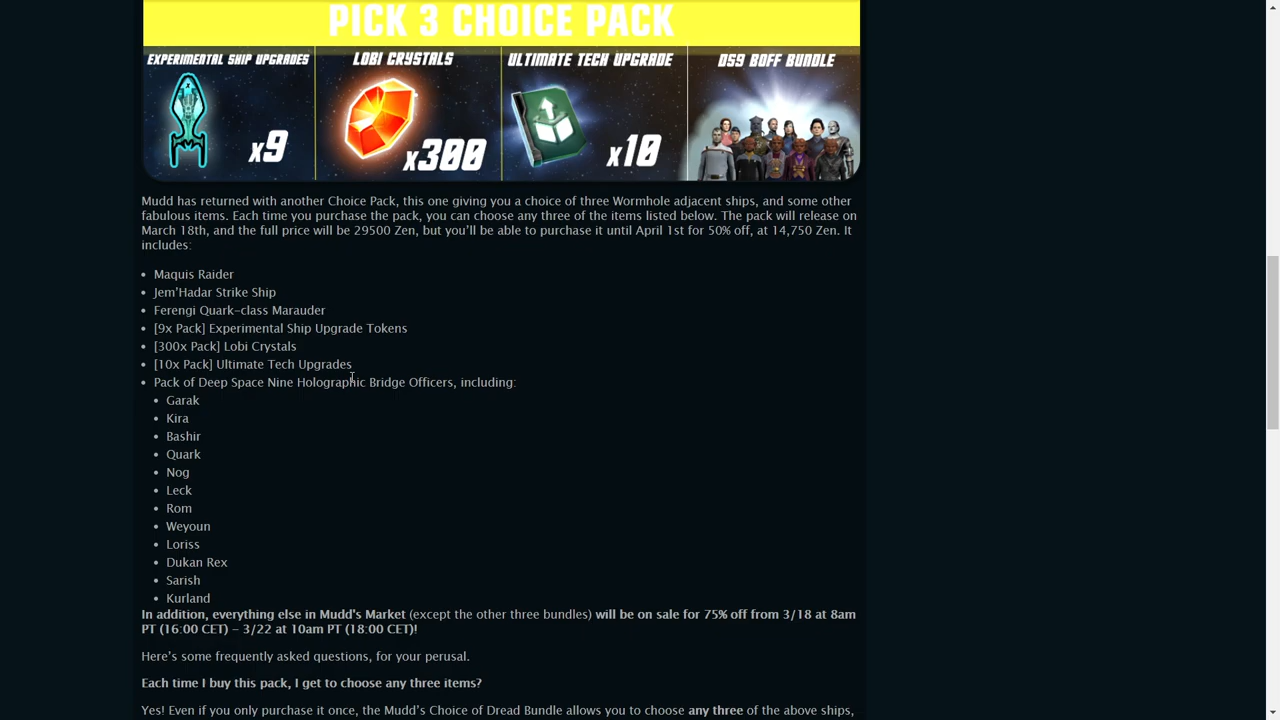 PICK 3 CHOICE PACK
EXPERIMENTAL SHIP UPGRADES
LOBI CRYSTALS
ULTIMATE TECH UPGRADE
DS9 BOFF BUNDLE
x9
x300
x10
Mudd has returned with another Choice Pack, this one giving you a choice of three Wormhole adjacent ships, and some other
fabulous items. Each time you purchase the pack, you can choose any three of the items listed below. The pack will release on
March 18th, and the full price will be 29500 Zen, but you’ll be able to purchase it until April 1st for 50% off, at 14,750 Zen. It
includes:
• Maquis Raider
• Jem’Hadar Strike Ship
• Ferengi Quark-class Marauder
• [9x Pack] Experimental Ship Upgrade Tokens
• [300x Pack] Lobi Crystals
• [10x Pack] Ultimate Tech Upgrades
• Pack of Deep Space Nine Holographic Bridge Officers, including:
• Garak
• Kira
• Bashir
• Quark
• Nog
• Leck
• Rom
• Weyoun
• Loriss
• Dukan Rex
• Sarish
• Kurland
In addition, everything else in Mudd's Market (except the other three bundles) will be on sale for 75% off from 3/18 at 8am
PT (16:00 CET) – 3/22 at 10am PT (18:00 CET)!
Here’s some frequently asked questions, for your perusal.
Each time I buy this pack, I get to choose any three items?
Yes! Even if you only purchase it once, the Mudd’s Choice of Dread Bundle allows you to choose any three of the above ships,